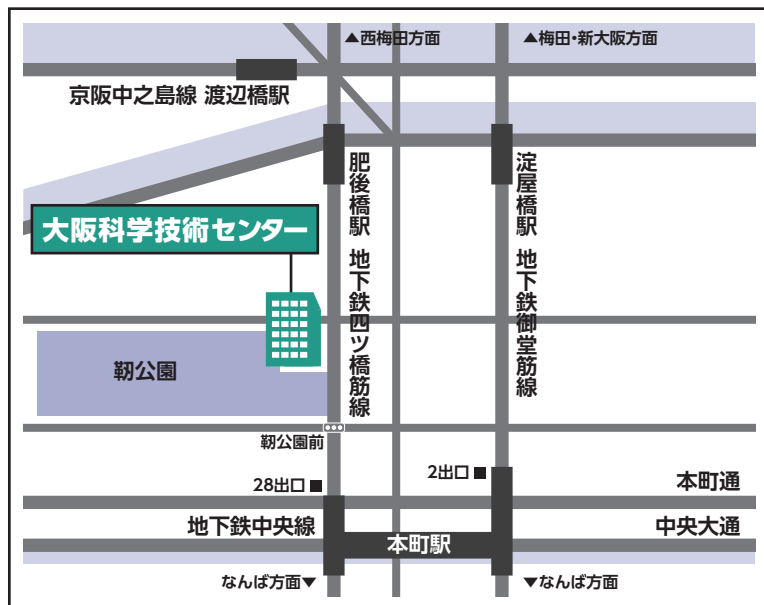 ▲西梅田方面
▲梅田・新大阪方面
京阪中之島線 渡辺橋駅
肥後橋駅 地下鉄四ツ橋筋線
淀屋橋駅 地下鉄御堂筋線
大阪科学技術センター
靭公園
靭公園前
2出口■
28出口■
本町通
地下鉄中央線
本町駅
中央大通
なんば方面▼
▼なんば方面